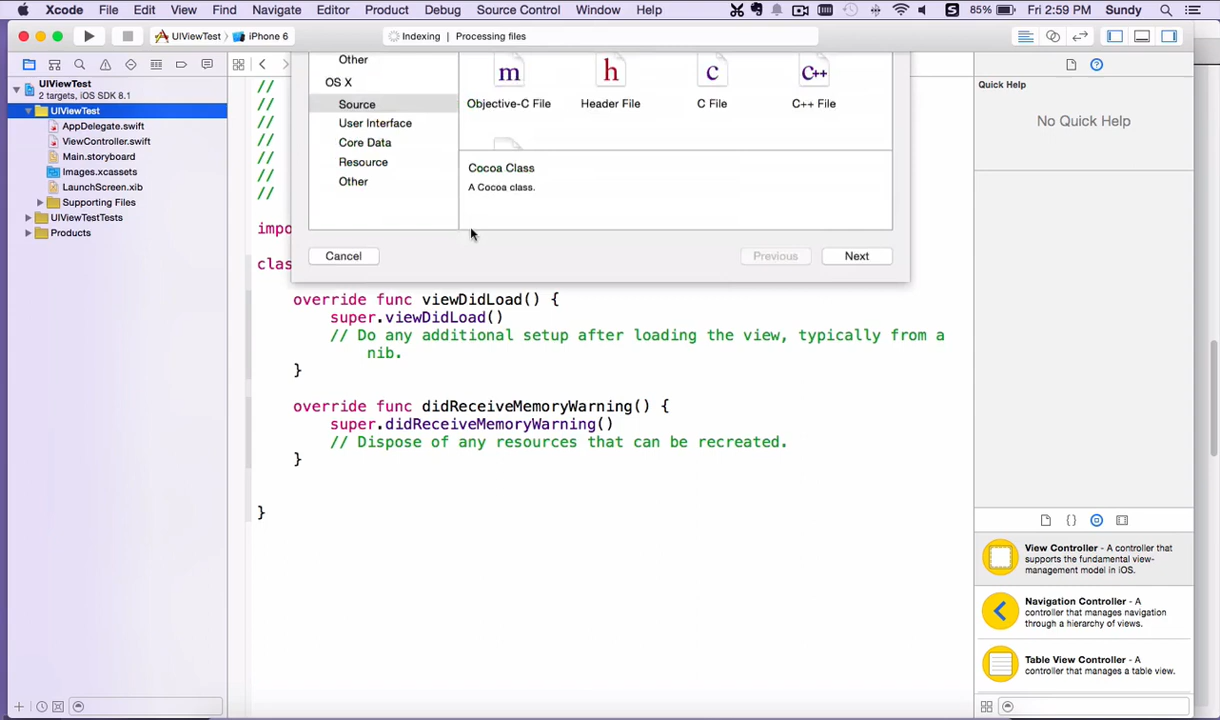 Xcode File Edit View Find Navigate Editor Product Debug Source Control Window Help 85% Fri 2:59 PM Sundy
UIViewTest iPhone 6 Indexing | Processing files
UIViewTest
2 targets, iOS SDK 8.1
UIViewTest
AppDelegate.swift
ViewController.swift
Main.storyboard
Images.xcassets
LaunchScreen.xib
Supporting Files
UIViewTestTests
Products
Other
OS X
Source
User Interface
Core Data
Resource
Other
m h c C++
Objective-C File Header File C File C++ File
Cocoa Class
A Cocoa class.
Cancel Previous Next
//
//
//
//
//
//
//
impo
clas
override func viewDidLoad() {
super.viewDidLoad()
// Do any additional setup after loading the view, typically from a
nib.
}
override func didReceiveMemoryWarning() {
super.didReceiveMemoryWarning()
// Dispose of any resources that can be recreated.
}
}
Quick Help
No Quick Help
{ }
View Controller - A controller that
supports the fundamental view-
management model in iOS.
Navigation Controller - A
controller that manages navigation
through a hierarchy of views.
Table View Controller - A
controller that manages a table view.